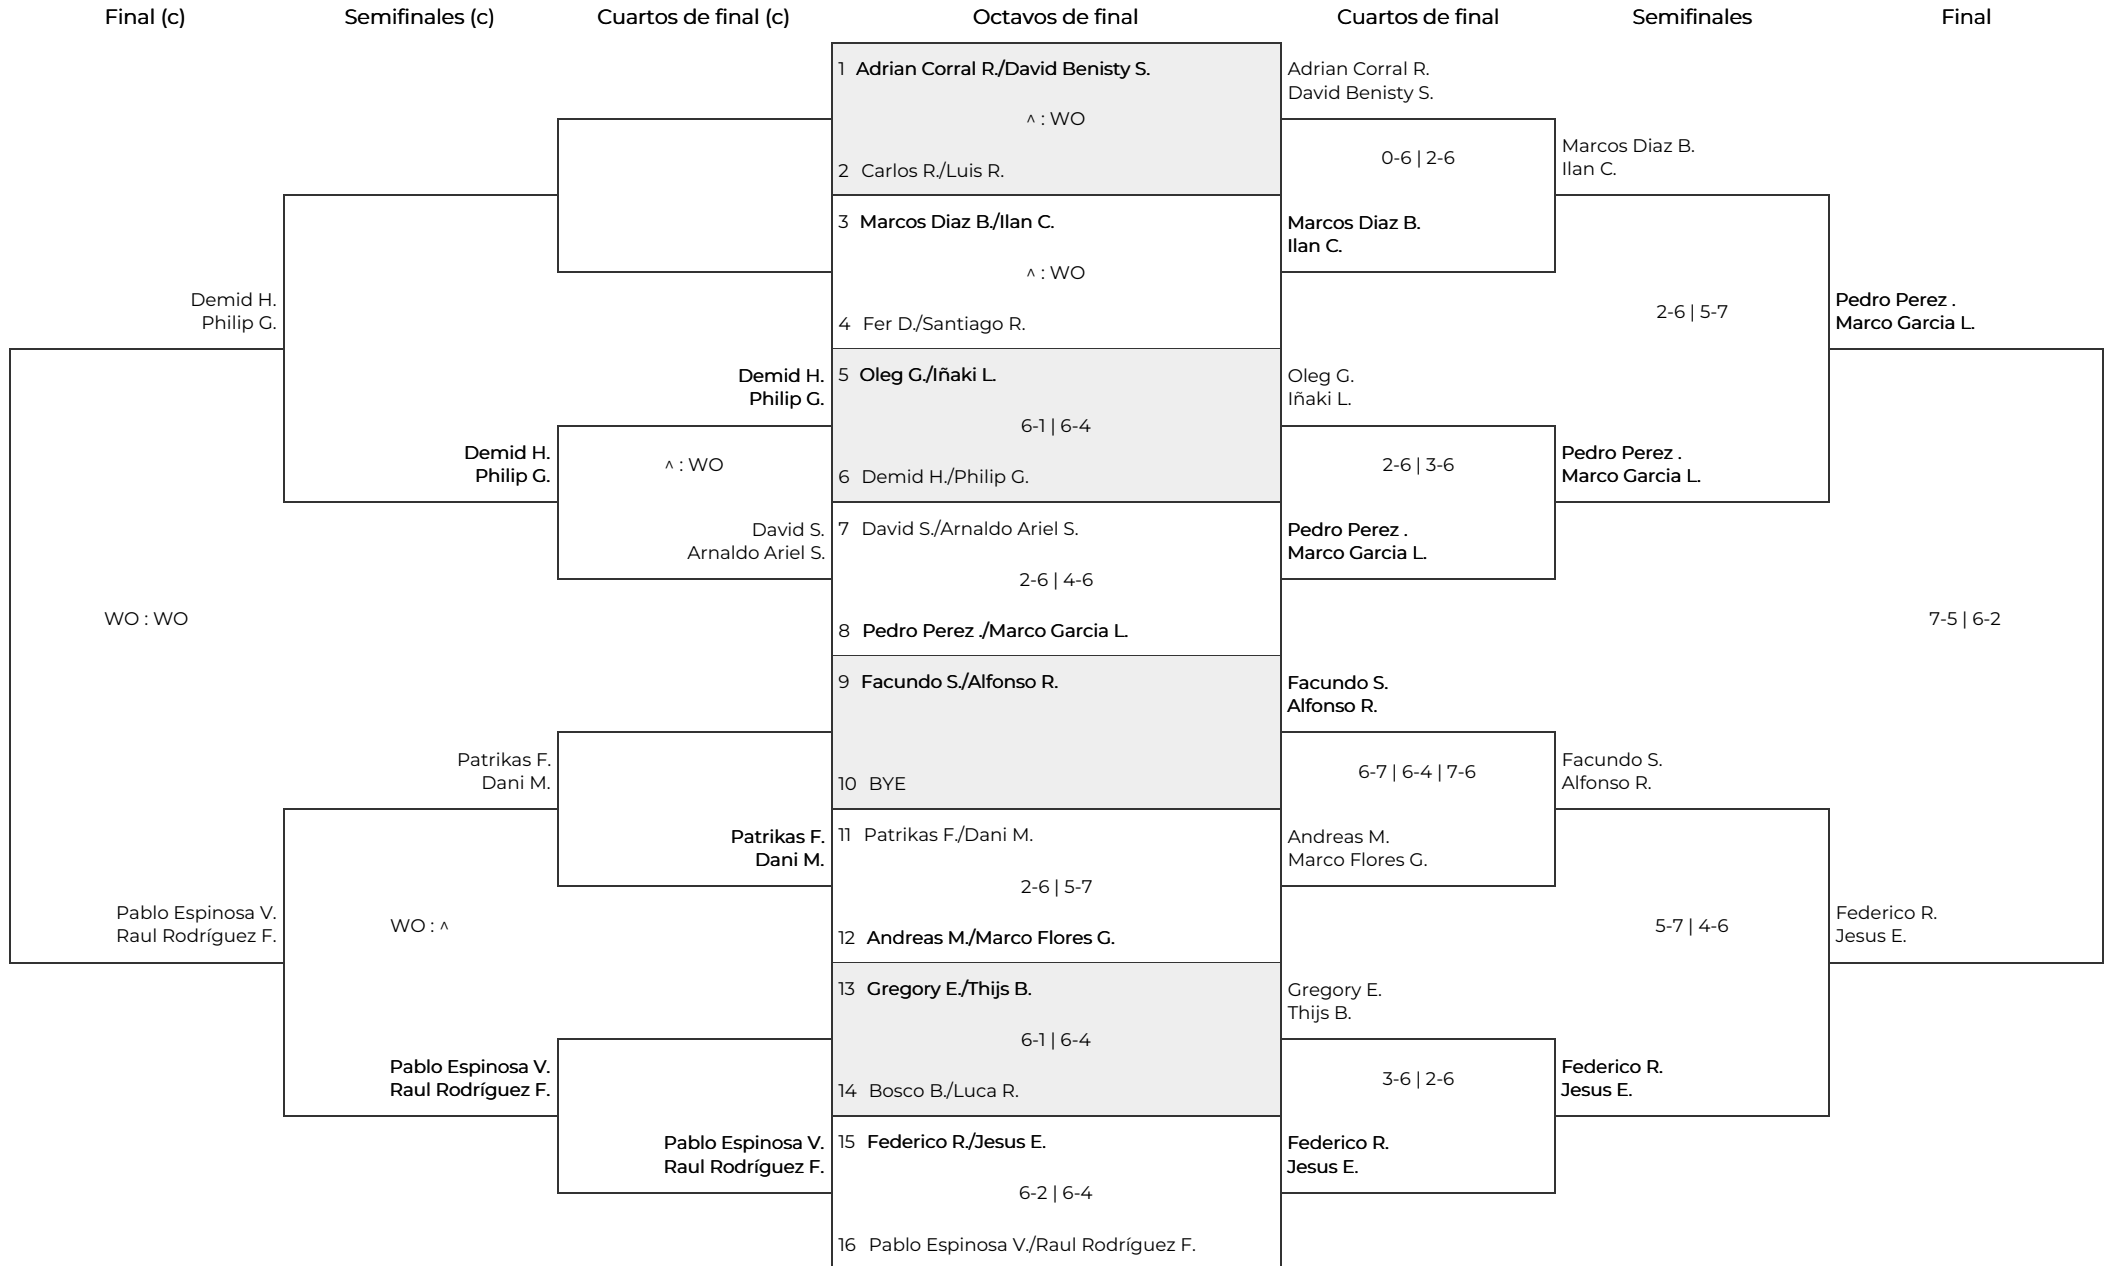 Final (c)
Semifinales (c)
Cuartos de final (c)
Octavos de final
Cuartos de final
Semifinales
Final
Demid H.
Philip G.
WO : WO
Pablo Espinosa V.
Raul Rodríguez F.
Demid H.
Philip G.
Patrikas F.
Dani M.
WO : ^
Pablo Espinosa V.
Raul Rodríguez F.
Demid H.
Philip G.
^ : WO
David S.
Arnaldo Ariel S.
Patrikas F.
Dani M.
Pablo Espinosa V.
Raul Rodríguez F.
1 Adrian Corral R./David Benisty S.
^ : WO
2 Carlos R./Luis R.
3 Marcos Diaz B./Ilan C.
^ : WO
4 Fer D./Santiago R.
5 Oleg G./Iñaki L.
6-1 | 6-4
6 Demid H./Philip G.
7 David S./Arnaldo Ariel S.
2-6 | 4-6
8 Pedro Perez ./Marco Garcia L.
9 Facundo S./Alfonso R.
10 BYE
11 Patrikas F./Dani M.
2-6 | 5-7
12 Andreas M./Marco Flores G.
13 Gregory E./Thijs B.
6-1 | 6-4
14 Bosco B./Luca R.
15 Federico R./Jesus E.
6-2 | 6-4
16 Pablo Espinosa V./Raul Rodríguez F.
Adrian Corral R.
David Benisty S.
0-6 | 2-6
Marcos Diaz B.
Ilan C.
Oleg G.
Iñaki L.
2-6 | 3-6
Pedro Perez .
Marco Garcia L.
Facundo S.
Alfonso R.
6-7 | 6-4 | 7-6
Andreas M.
Marco Flores G.
Gregory E.
Thijs B.
3-6 | 2-6
Federico R.
Jesus E.
Marcos Diaz B.
Ilan C.
2-6 | 5-7
Pedro Perez .
Marco Garcia L.
Facundo S.
Alfonso R.
5-7 | 4-6
Federico R.
Jesus E.
Pedro Perez .
Marco Garcia L.
7-5 | 6-2
Federico R.
Jesus E.